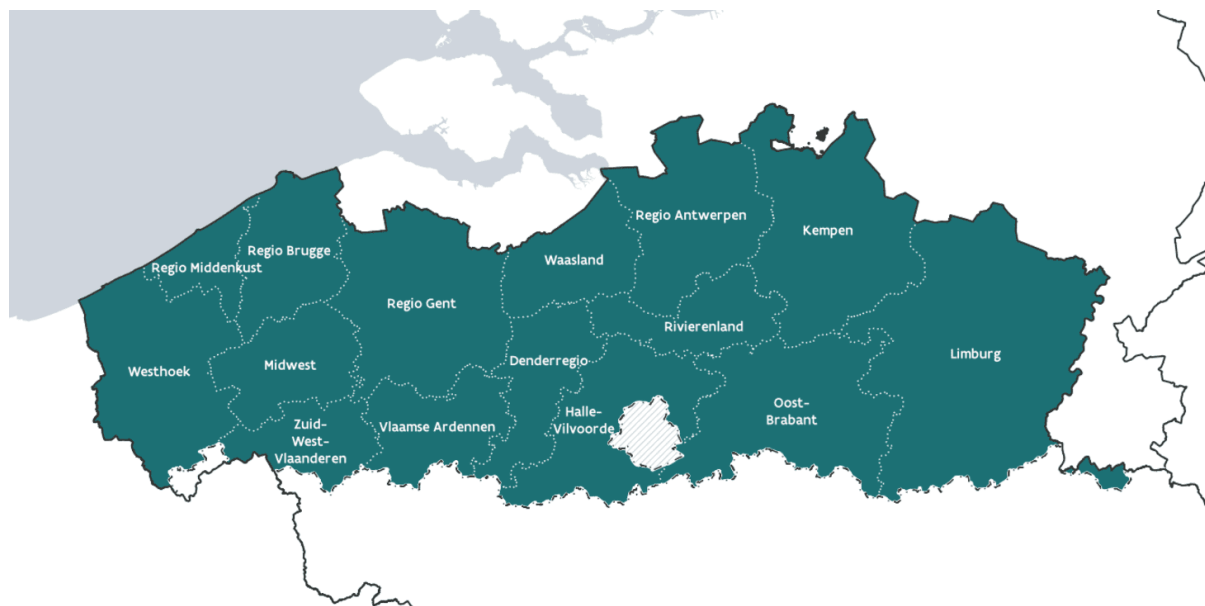 Regio Antwerpen
Kempen
Regio Brugge
Waasland
Regio Middenkust
Regio Gent
Rivierenland
Limburg
Denderregio
Midwest
Westhoek
Oost-
Brabant
Halle-
Vilvoorde
Zuid-
West-
Vlaanderen
Vlaamse Ardennen